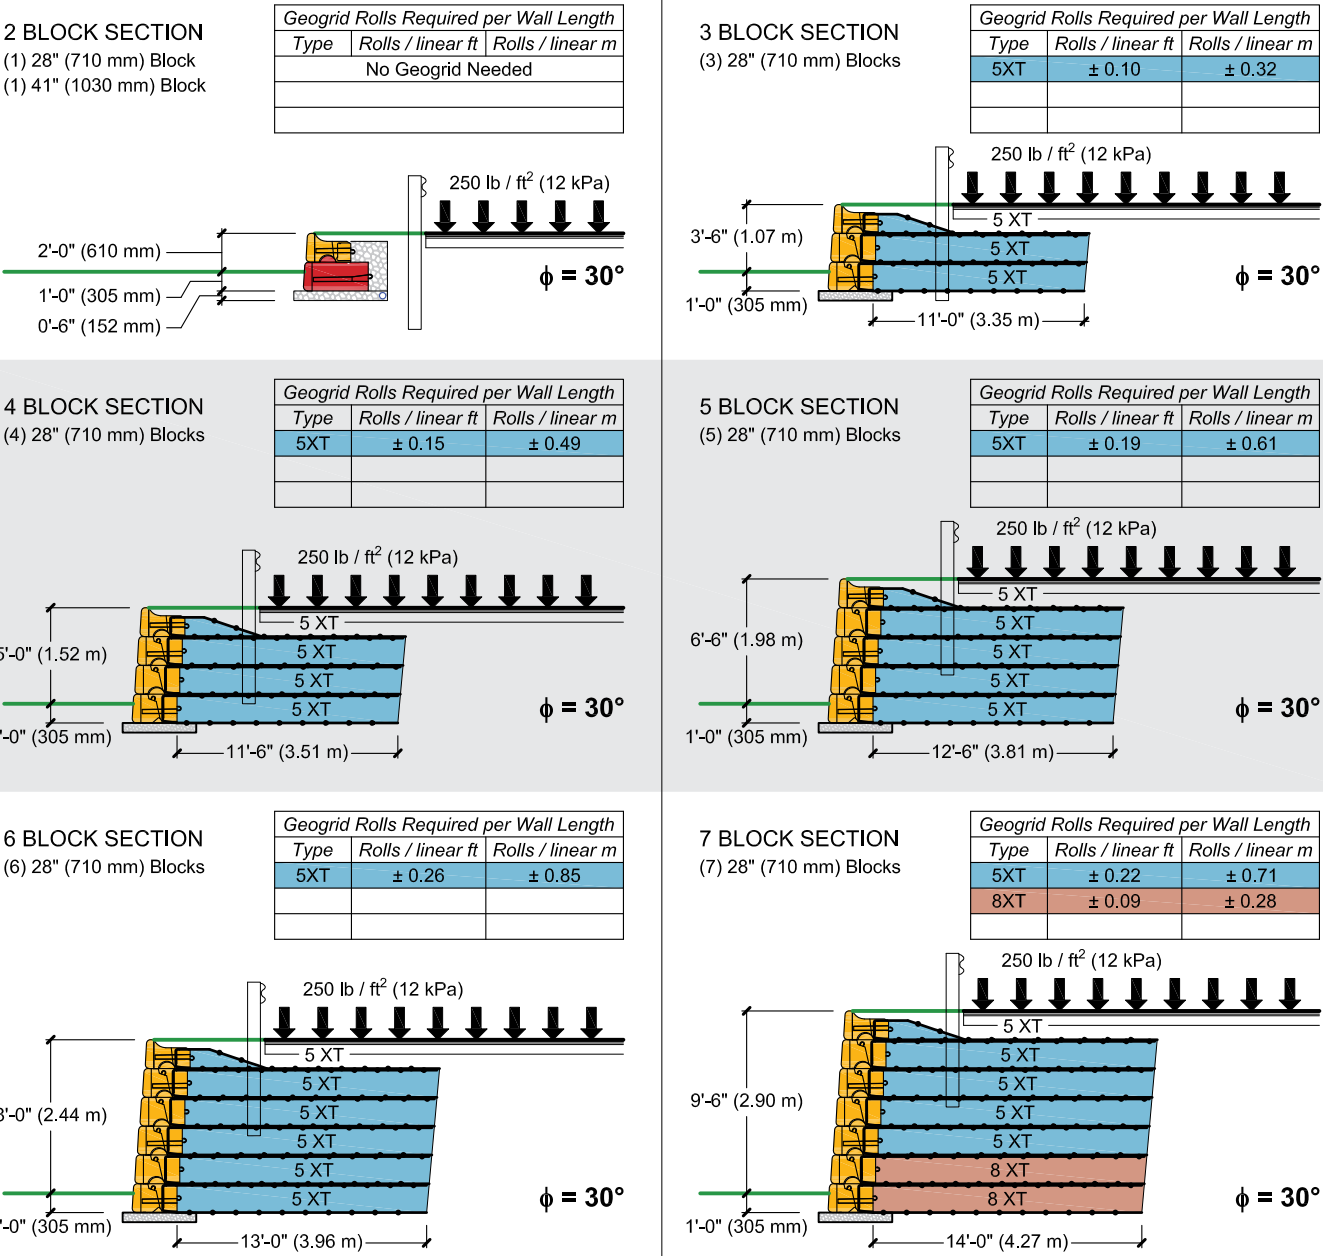 2 BLOCK SECTION
(1) 28" (710 mm) Block
(1) 41" (1030 mm) Block
Geogrid Rolls Required per Wall Length
Type Rolls / linear ft Rolls / linear m
No Geogrid Needed
250 lb / ft² (12 kPa)
2'-0" (610 mm)
1'-0" (305 mm)
0'-6" (152 mm)
ϕ = 30°
3 BLOCK SECTION
(3) 28" (710 mm) Blocks
Geogrid Rolls Required per Wall Length
Type Rolls / linear ft Rolls / linear m
5XT ± 0.10 ± 0.32
250 lb / ft² (12 kPa)
5 XT
3'-6" (1.07 m)
5 XT
5 XT
ϕ = 30°
1'-0" (305 mm)
11'-0" (3.35 m)
4 BLOCK SECTION
(4) 28" (710 mm) Blocks
Geogrid Rolls Required per Wall Length
Type Rolls / linear ft Rolls / linear m
5XT ± 0.15 ± 0.49
250 lb / ft² (12 kPa)
5 XT
5'-0" (1.52 m)
5 XT
5 XT
5 XT
ϕ = 30°
'-0" (305 mm)
11'-6" (3.51 m)
5 BLOCK SECTION
(5) 28" (710 mm) Blocks
Geogrid Rolls Required per Wall Length
Type Rolls / linear ft Rolls / linear m
5XT ± 0.19 ± 0.61
250 lb / ft² (12 kPa)
5 XT
5 XT
6'-6" (1.98 m)
5 XT
5 XT
5 XT
ϕ = 30°
1'-0" (305 mm)
12'-6" (3.81 m)
6 BLOCK SECTION
(6) 28" (710 mm) Blocks
Geogrid Rolls Required per Wall Length
Type Rolls / linear ft Rolls / linear m
5XT ± 0.26 ± 0.85
250 lb / ft² (12 kPa)
5 XT
5 XT
5 XT
'-0" (2.44 m)
5 XT
5 XT
5 XT
ϕ = 30°
'-0" (305 mm)
13'-0" (3.96 m)
7 BLOCK SECTION
(7) 28" (710 mm) Blocks
Geogrid Rolls Required per Wall Length
Type Rolls / linear ft Rolls / linear m
5XT ± 0.22 ± 0.71
8XT ± 0.09 ± 0.28
250 lb / ft² (12 kPa)
5 XT
5 XT
5 XT
9'-6" (2.90 m)
5 XT
5 XT
8 XT
8 XT
ϕ = 30°
1'-0" (305 mm)
14'-0" (4.27 m)